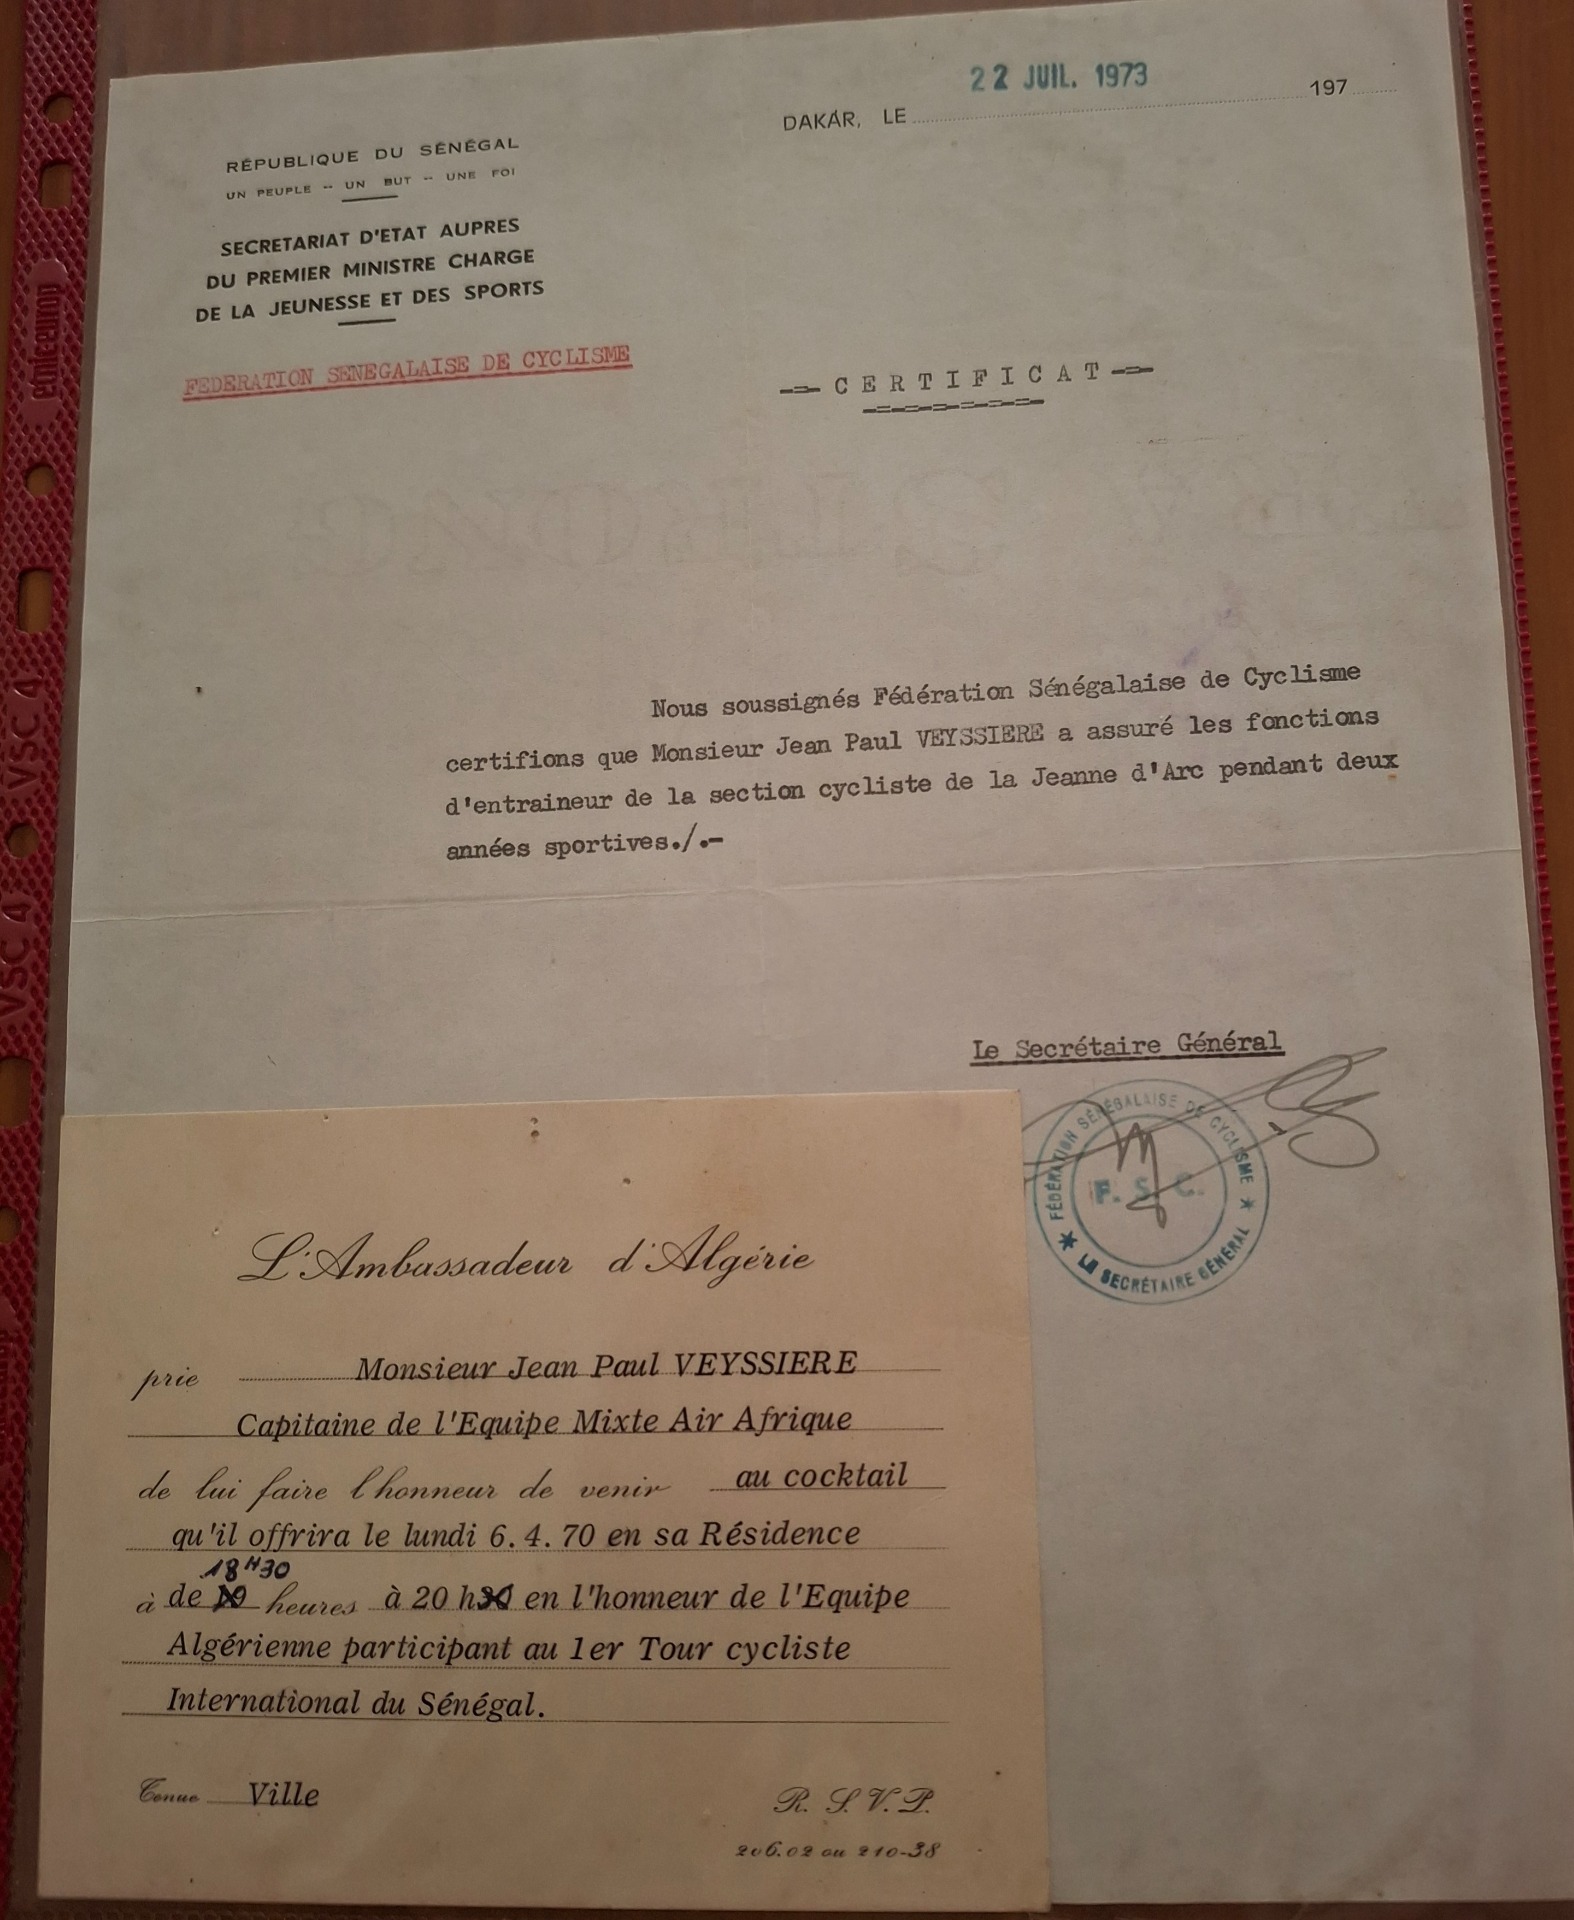 22 JUIL. 1973
DAKAR, LE 197
RÉPUBLIQUE DU SÉNÉGAL
UN PEUPLE -- UN BUT -- UNE FOI
SECRETARIAT D'ETAT AUPRES
DU PREMIER MINISTRE CHARGE
DE LA JEUNESSE ET DES SPORTS
FEDERATION SENEGALAISE DE CYCLISME
-=- C E R T I F I C A T -=-
Nous soussignés Fédération Sénégalaise de Cyclisme
certifions que Monsieur Jean Paul VEYSSIERE a assuré les fonctions
d'entraineur de la section cycliste de la Jeanne d'Arc pendant deux
années sportives./.-
Le Secrétaire Général
FÉDÉRATION SÉNÉGALAISE DE CYCLISME
F. S. C.
LE SECRÉTAIRE GÉNÉRAL
L'Ambassadeur d'Algérie
prie Monsieur Jean Paul VEYSSIERE
Capitaine de l'Equipe Mixte Air Afrique
de lui faire l'honneur de venir au cocktail
qu'il offrira le lundi 6.4.70 en sa Résidence
18H30
à de 19 heures à 20 h30 en l'honneur de l'Equipe
Algérienne participant au 1er Tour cycliste
International du Sénégal.
Tenue Ville
R. S. V. P.
206.02 ou 210-38
VSC 4
VSC 4